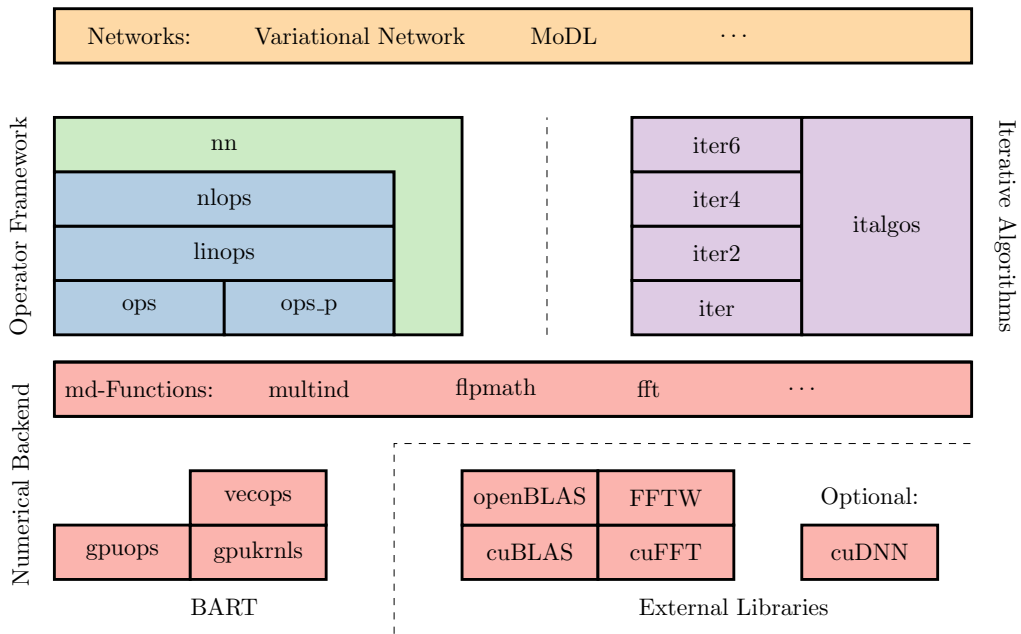 Networks: Variational Network MoDL ...
Operator Framework
nn
nlops
linops
ops ops_p
iter6
iter4
iter2
iter
italgos
Iterative Algorithms
Numerical Backend
md-Functions: multind flpmath fft ...
vecops
gpuops gpukrnls
BART
openBLAS FFTW
cuBLAS cuFFT
Optional:
cuDNN
External Libraries